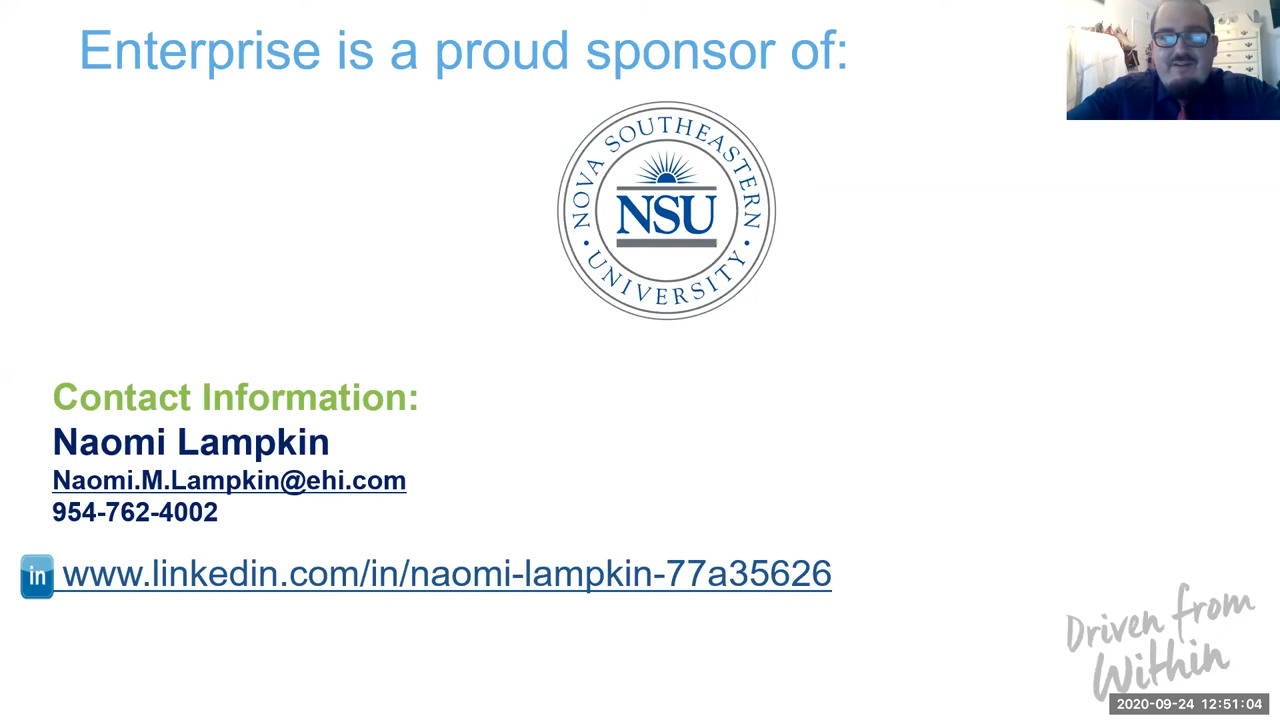 Enterprise is a proud sponsor of:
NOVA SOUTHEASTERN
NSU
• UNIVERSITY •
Contact Information:
Naomi Lampkin
Naomi.M.Lampkin@ehi.com
954-762-4002
in www.linkedin.com/in/naomi-lampkin-77a35626
Driven from
Within
2020-09-24 12:51:04